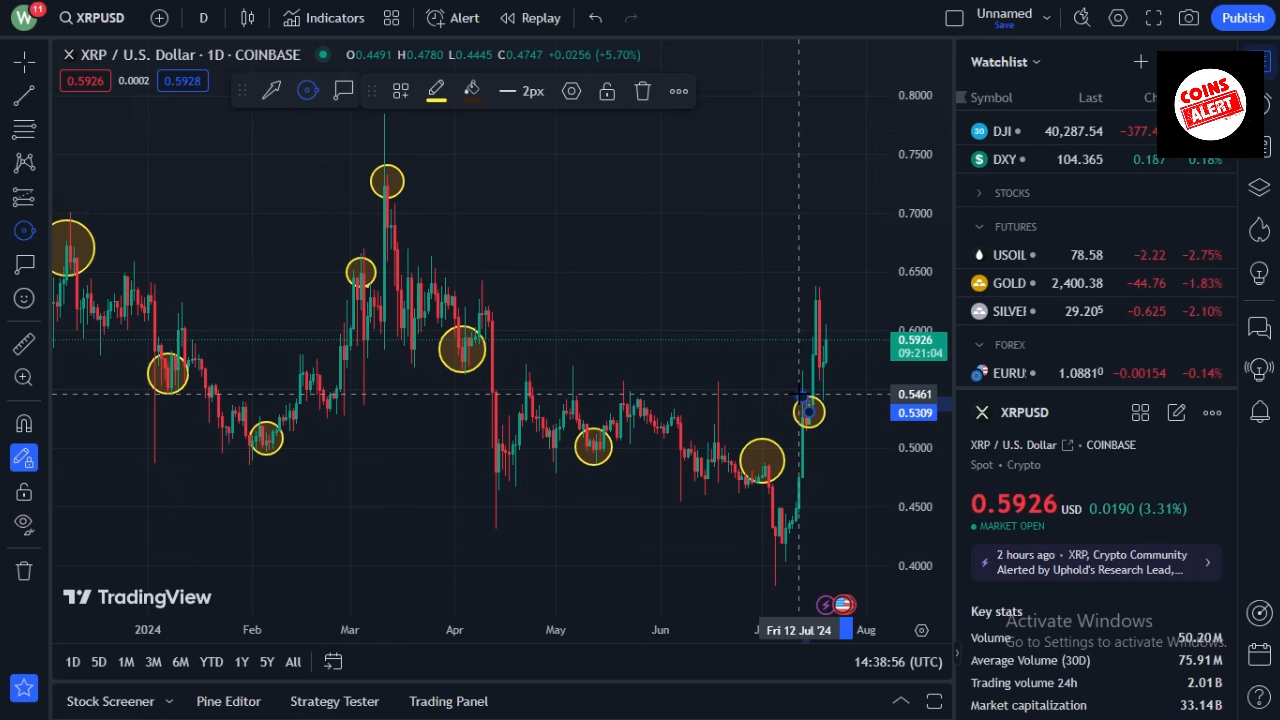 W 11 XRPUSD D Indicators Alert Replay Unnamed Save Publish
XRP / U.S. Dollar · 1D · COINBASE O0.4491 H0.4780 L0.4445 C0.4747 +0.0256 (+5.70%)
0.5926 0.0002 0.5928
2px
0.8000
0.7500
0.7000
0.6500
0.6000
0.5926
09:21:04
0.5461
0.5309
0.5000
0.4500
0.4000
TradingView
2024 Feb Mar Apr May Jun Fri 12 Jul '24 Aug
1D 5D 1M 3M 6M YTD 1Y 5Y All 14:38:56 (UTC)
Stock Screener Pine Editor Strategy Tester Trading Panel
Watchlist
Symbol Last
COINS
ALERT
DJI 40,287.54
DXY 104.365 0.187 0.18%
STOCKS
FUTURES
USOIL 78.58 −2.22 −2.75%
GOLD 2,400.38 −44.76 −1.83%
SILVER 29.205 −0.625 −2.10%
FOREX
EURU 1.08810 −0.00154 −0.14%
XRPUSD
XRP / U.S. Dollar COINBASE
Spot • Crypto
0.5926 USD 0.0190 (3.31%)
MARKET OPEN
2 hours ago • XRP, Crypto Community
Alerted by Uphold's Research Lead,...
Key stats
Activate Windows
Go to Settings to activate Windows.
Volume 50.20M
Average Volume (30D) 75.91M
Trading volume 24h 2.01B
Market capitalization 33.14B